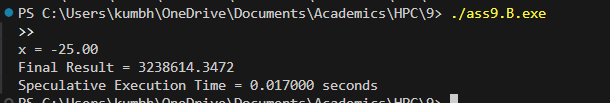 PS C:\Users\kumbh\OneDrive\Documents\Academics\HPC\9> ./ass9.B.exe
>>
x = -25.00
Final Result = 3238614.3472
Speculative Execution Time = 0.017000 seconds
PS C:\Users\kumbh\OneDrive\Documents\Academics\HPC\9>